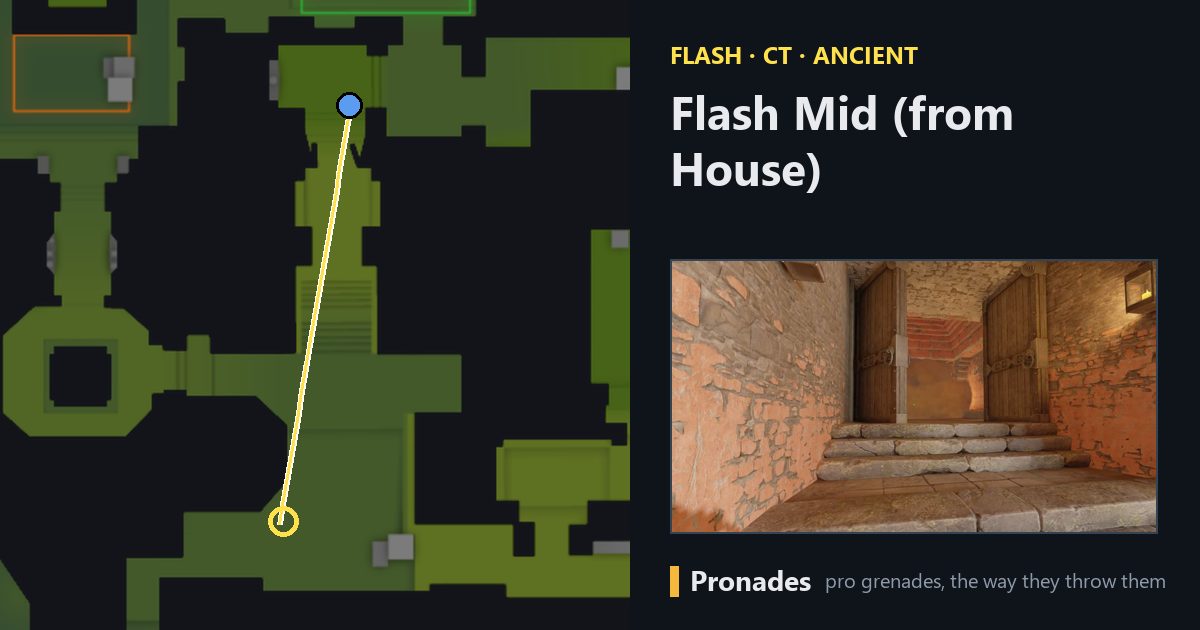 FLASH · CT · ANCIENT
Flash Mid (from
House)
Pronades pro grenades, the way they throw them